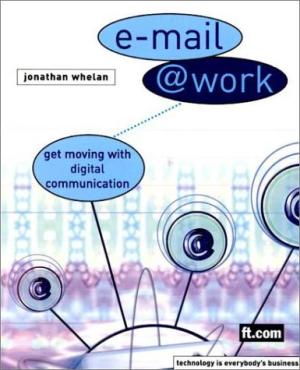 e-mail
@work
jonathan whelan
get moving with
digital
communication
@
@
@
ft.com
technology is everybody's business